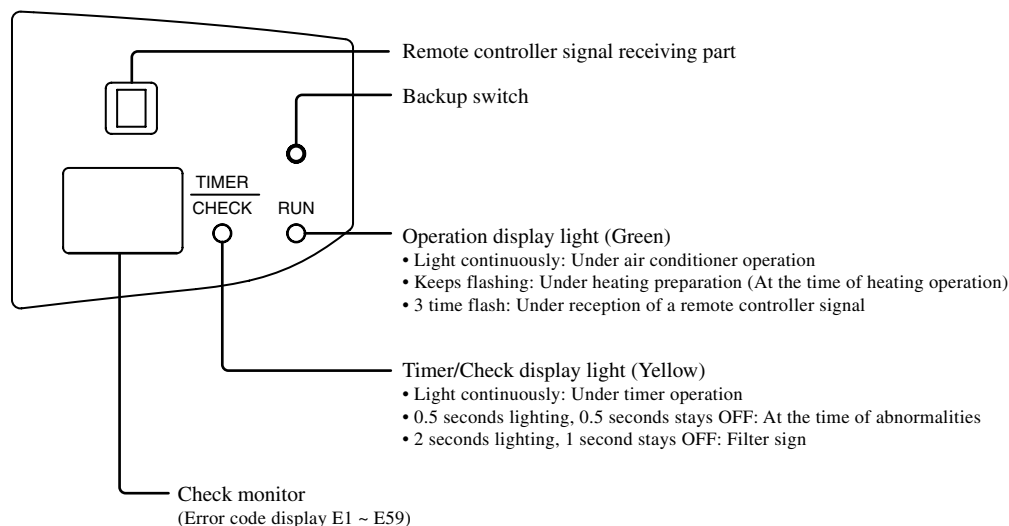 Remote controller signal receiving part
Backup switch
TIMER
CHECK
RUN
Operation display light (Green)
• Light continuously: Under air conditioner operation
• Keeps flashing: Under heating preparation (At the time of heating operation)
• 3 time flash: Under reception of a remote controller signal
Timer/Check display light (Yellow)
• Light continuously: Under timer operation
• 0.5 seconds lighting, 0.5 seconds stays OFF: At the time of abnormalities
• 2 seconds lighting, 1 second stays OFF: Filter sign
Check monitor
(Error code display E1 ~ E59)